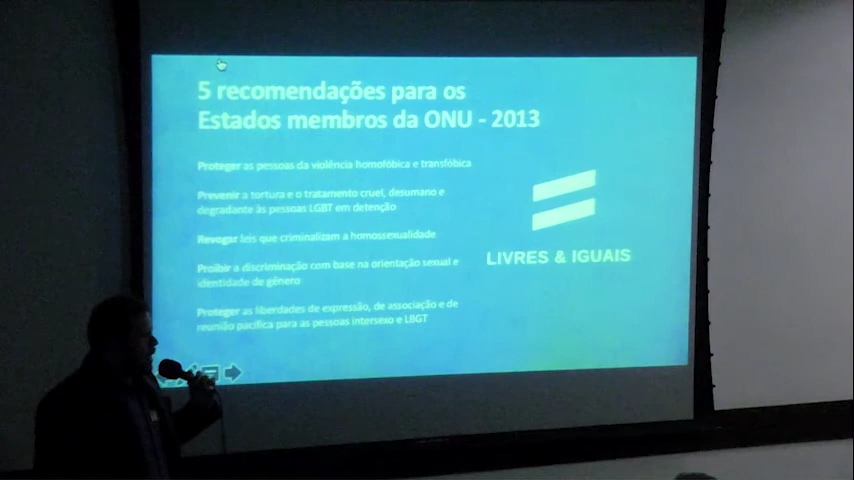 5 recomendações para os
Estados membros da ONU - 2013
Proteger as pessoas da violência homofóbica e transfóbica
Prevenir a tortura e o tratamento cruel, desumano e
degradante às pessoas LGBT em detenção
Revogar leis que criminalizam a homossexualidade
Proibir a discriminação com base na orientação sexual e
identidade de gênero
Proteger as liberdades de expressão, de associação e de
reunião pacífica para as pessoas intersexo e LBGT
LIVRES & IGUAIS